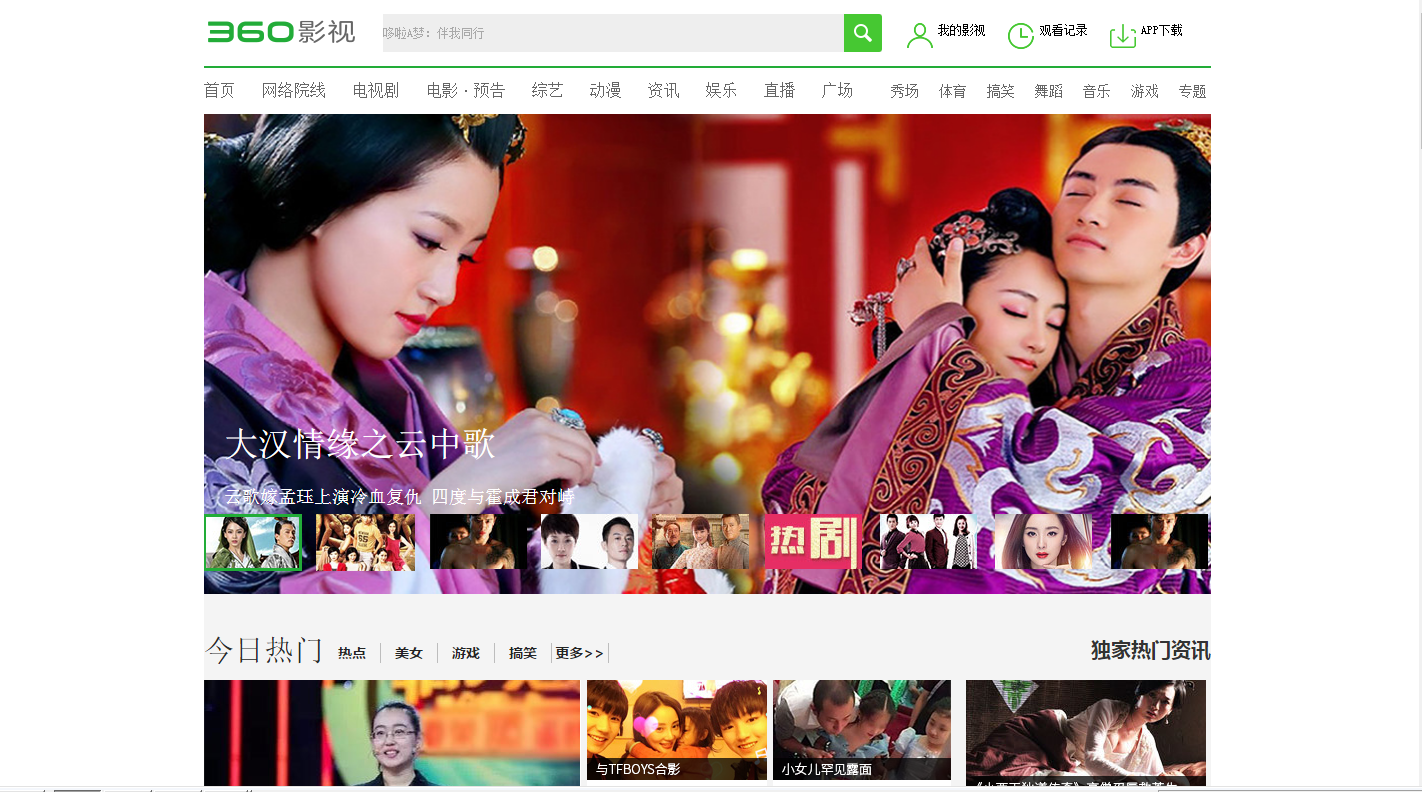 360影视
哆啦A梦：伴我同行
我的影视 观看记录 APP下载
首页 网络院线 电视剧 电影·预告 综艺 动漫 资讯 娱乐 直播 广场 秀场 体育 搞笑 舞蹈 音乐 游戏 专题
大汉情缘之云中歌
云歌嫁孟珏上演冷血复仇 四度与霍成君对峙
热剧
今日热门 热点 美女 游戏 搞笑 更多>> 独家热门资讯
与TFBOYS合影 小女儿罕见露面